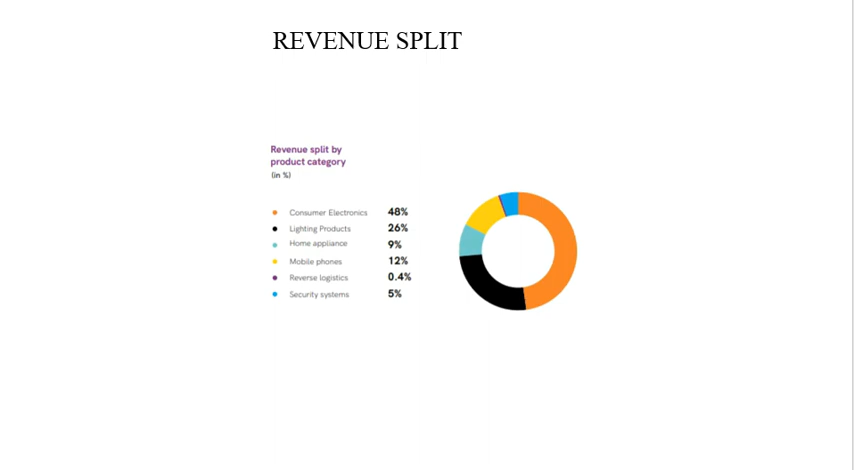 REVENUE SPLIT
Revenue split by
product category
(in %)
Consumer Electronics 48%
Lighting Products 26%
Home appliance 9%
Mobile phones 12%
Reverse logistics 0.4%
Security systems 5%